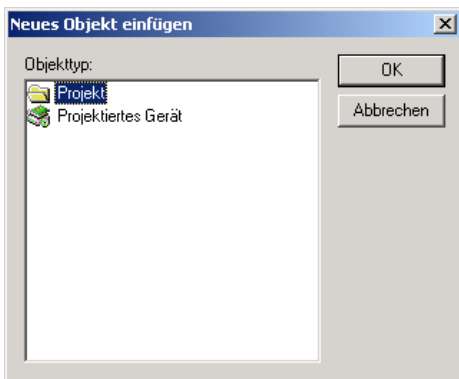 Neues Objekt einfügen
Objekttyp:
Projekt
Projektiertes Gerät
OK
Abbrechen